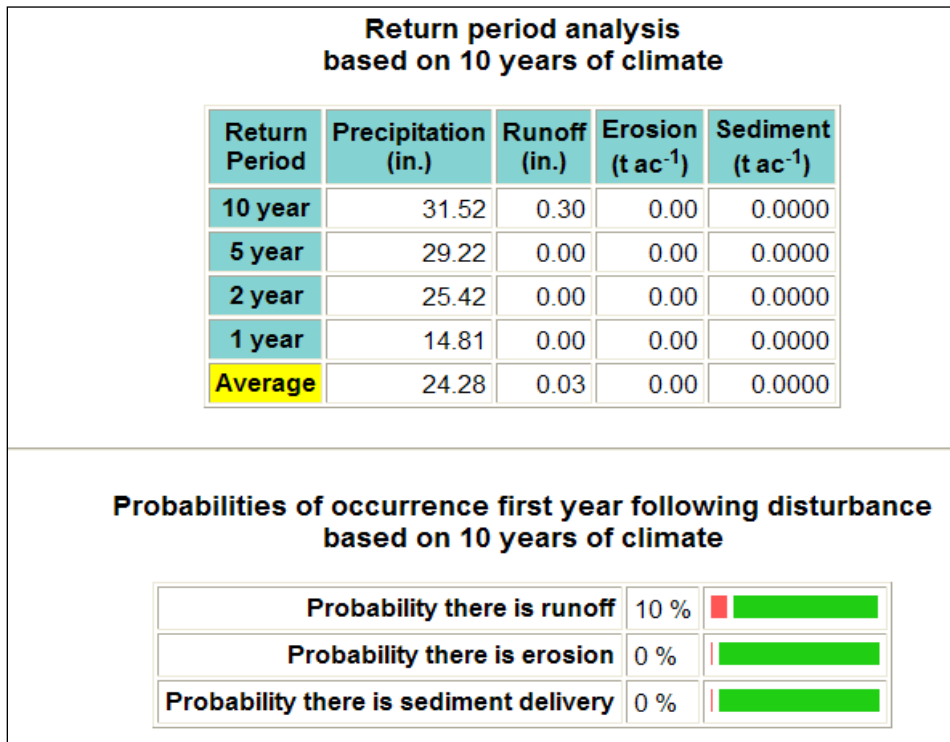 Return period analysis
based on 10 years of climate
Return Period Precipitation (in.) Runoff (in.) Erosion (t ac-1) Sediment (t ac-1)
10 year 31.52 0.30 0.00 0.0000
5 year 29.22 0.00 0.00 0.0000
2 year 25.42 0.00 0.00 0.0000
1 year 14.81 0.00 0.00 0.0000
Average 24.28 0.03 0.00 0.0000
Probabilities of occurrence first year following disturbance
based on 10 years of climate
Probability there is runoff 10 %
Probability there is erosion 0 %
Probability there is sediment delivery 0 %